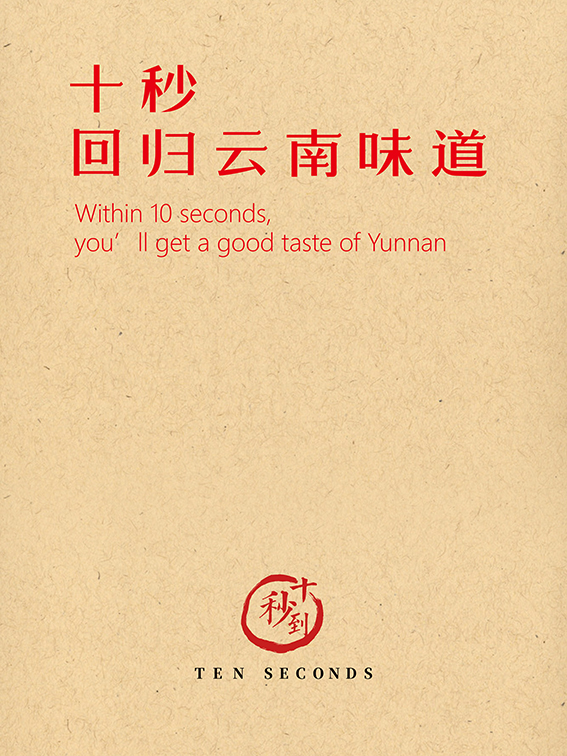 十秒
回归云南味道
Within 10 seconds,
you’ll get a good taste of Yunnan
十秒到
TEN SECONDS